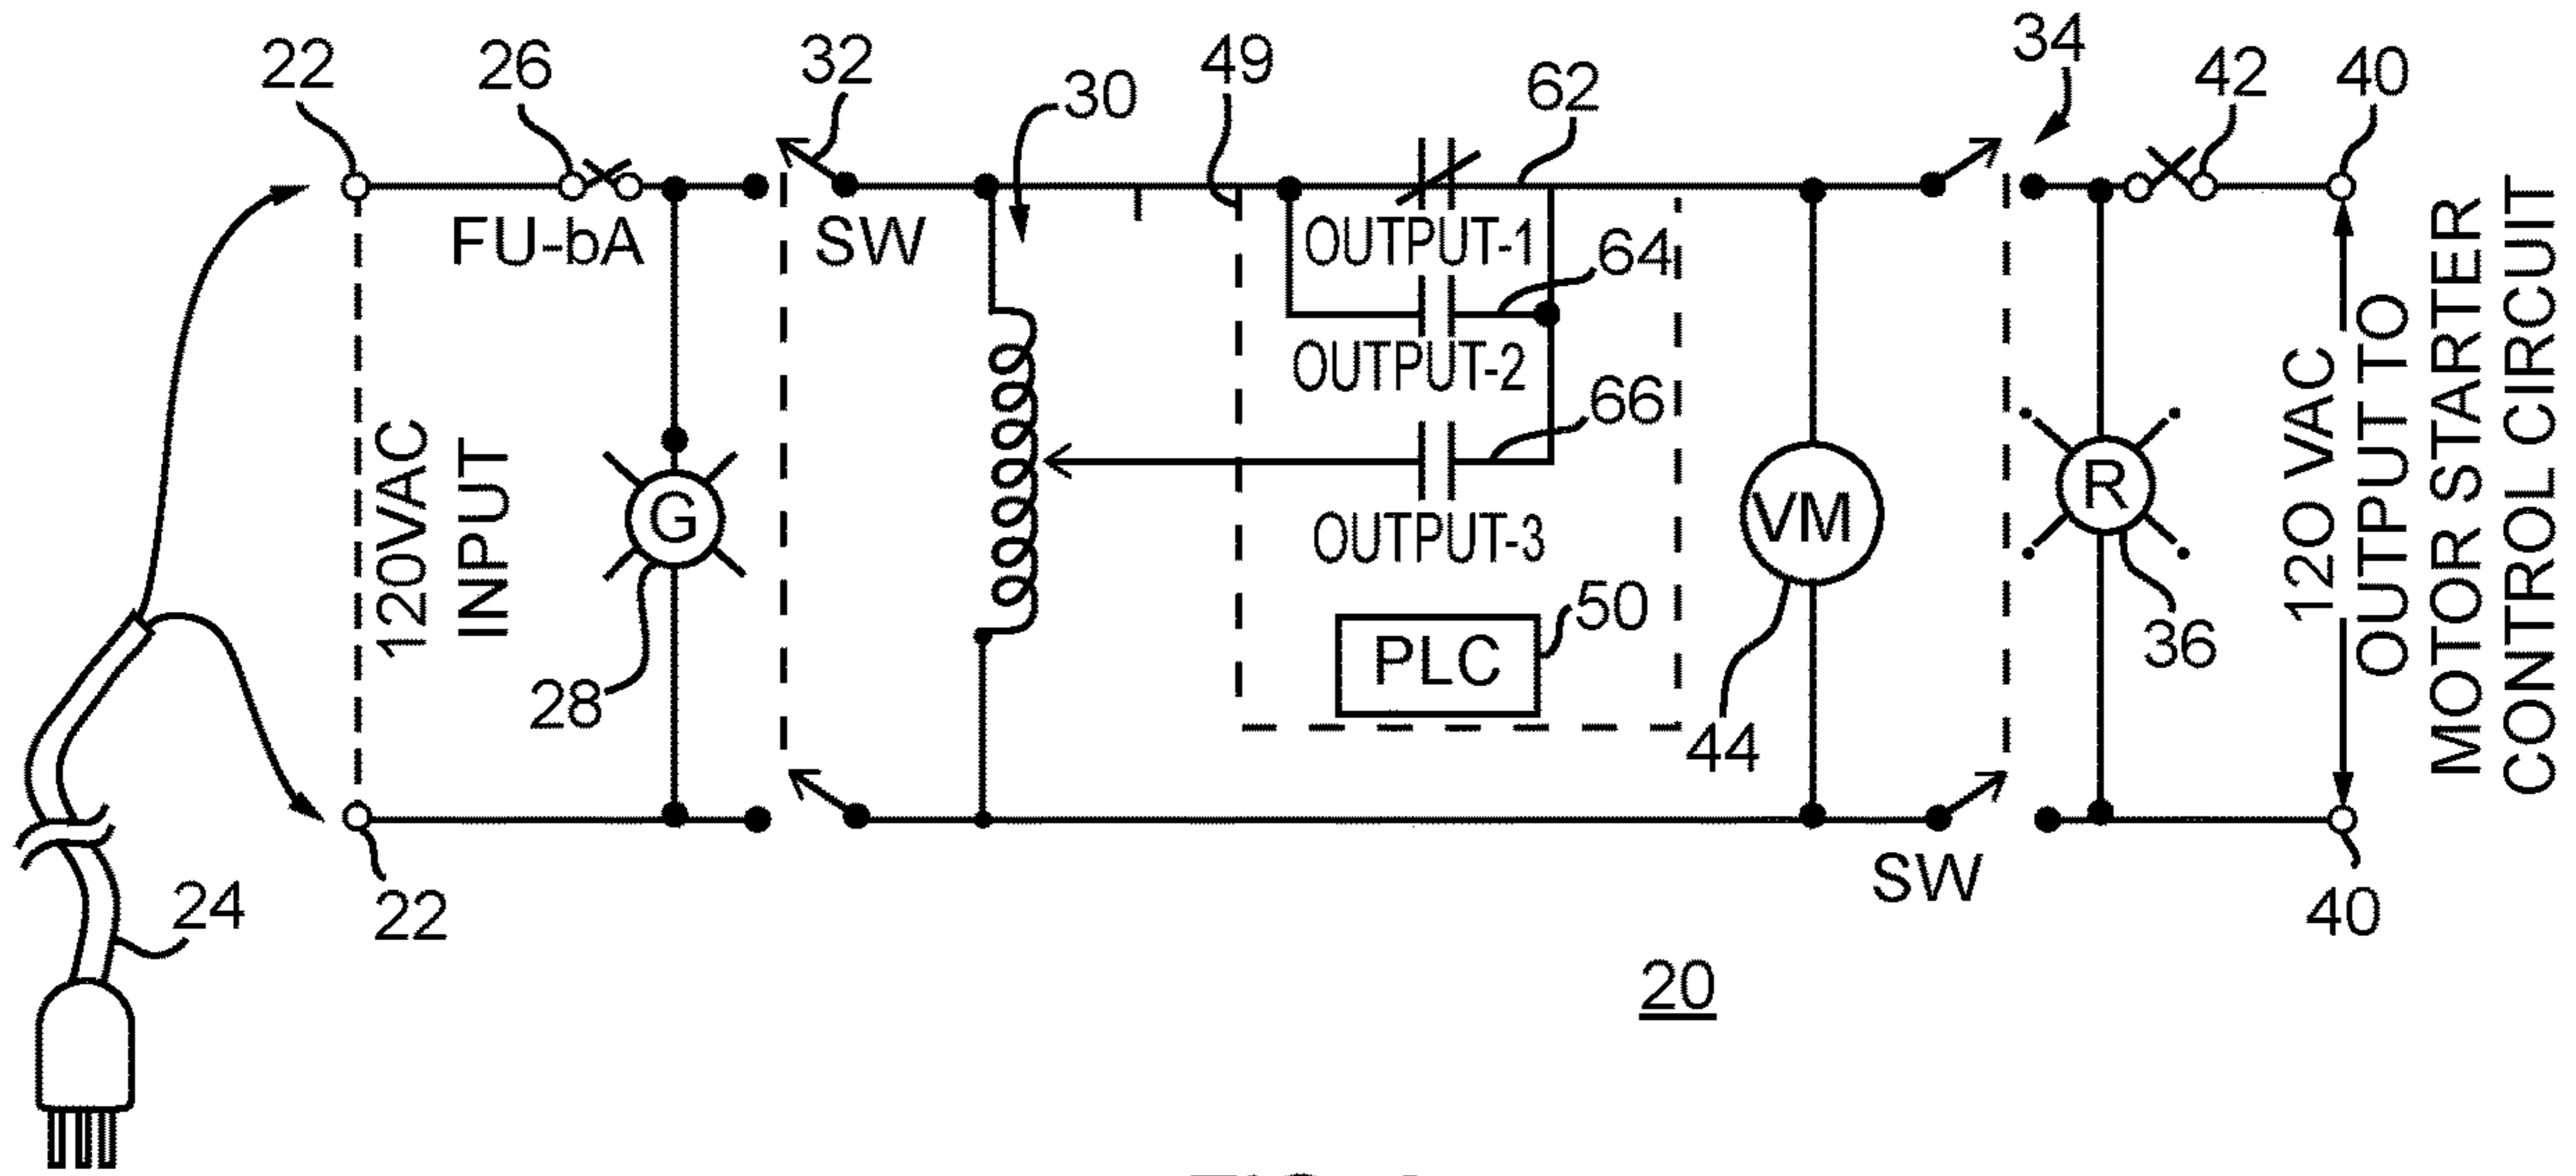 22
26
32
30
49
62
34
42
40
FU-bA
SW
OUTPUT-1
64
OUTPUT-2
66
OUTPUT-3
120VAC
INPUT
G
28
PLC
50
VM
44
R
36
12O VAC
OUTPUT TO
MOTOR STARTER
CONTROL CIRCUIT
22
24
SW
40
20